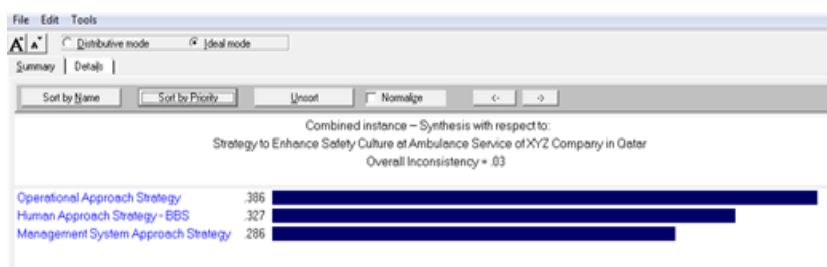 File Edit Tools
A A Distributive mode Ideal mode
Summary Details
Sort by Name Sort by Priority Unsort Normalize <- ->
Combined instance -- Synthesis with respect to:
Strategy to Enhance Safety Culture at Ambulance Service of XYZ Company in Qatar
Overall Inconsistency = .03
Operational Approach Strategy .386
Human Approach Strategy - BBS .327
Management System Approach Strategy .286